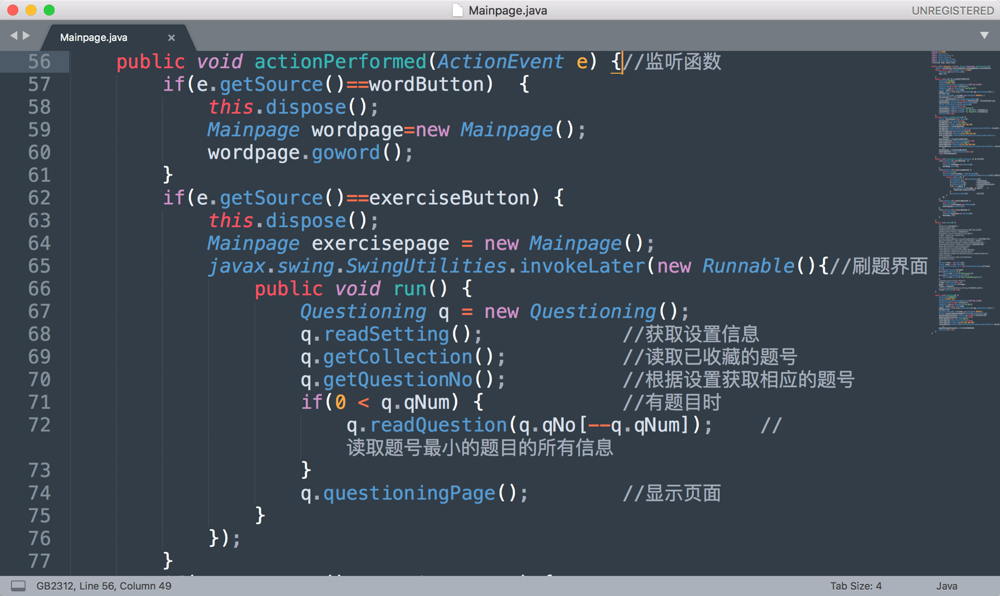 Mainpage.java
UNREGISTERED
Mainpage.java
56 public void actionPerformed(ActionEvent e) {//监听函数
57 if(e.getSource()==wordButton)  {
58 this.dispose();
59 Mainpage wordpage=new Mainpage();
60 wordpage.goword();
61 }
62 if(e.getSource()==exerciseButton) {
63 this.dispose();
64 Mainpage exercisepage = new Mainpage();
65 javax.swing.SwingUtilities.invokeLater(new Runnable(){//刷题界面
66 public void run() {
67 Questioning q = new Questioning();
68 q.readSetting(); //获取设置信息
69 q.getCollection(); //读取已收藏的题号
70 q.getQuestionNo(); //根据设置获取相应的题号
71 if(0 < q.qNum) { //有题目时
72 q.readQuestion(q.qNo[--q.qNum]); //
读取题号最小的题目的所有信息
73 }
74 q.questioningPage(); //显示页面
75 }
76 });
77 }
GB2312, Line 56, Column 49
Tab Size: 4
Java